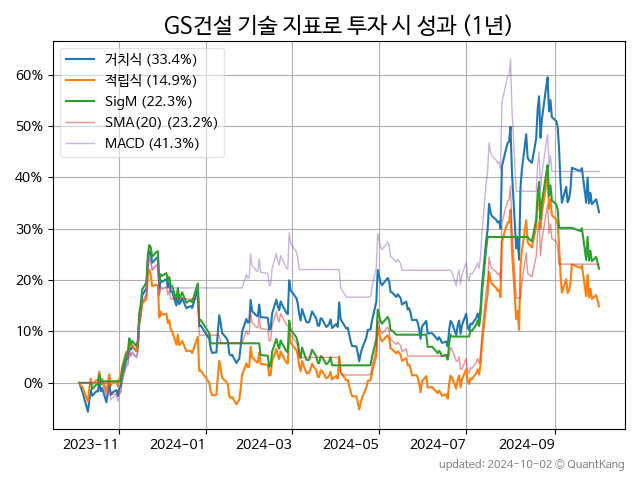 GS건설 기술 지표로 투자 시 성과 (1년)
거치식 (33.4%)
적립식 (14.9%)
SigM (22.3%)
SMA(20) (23.2%)
MACD (41.3%)
60%
50%
40%
30%
20%
10%
0%
2023-11 2024-01 2024-03 2024-05 2024-07 2024-09
updated: 2024-10-02 © QuantKang